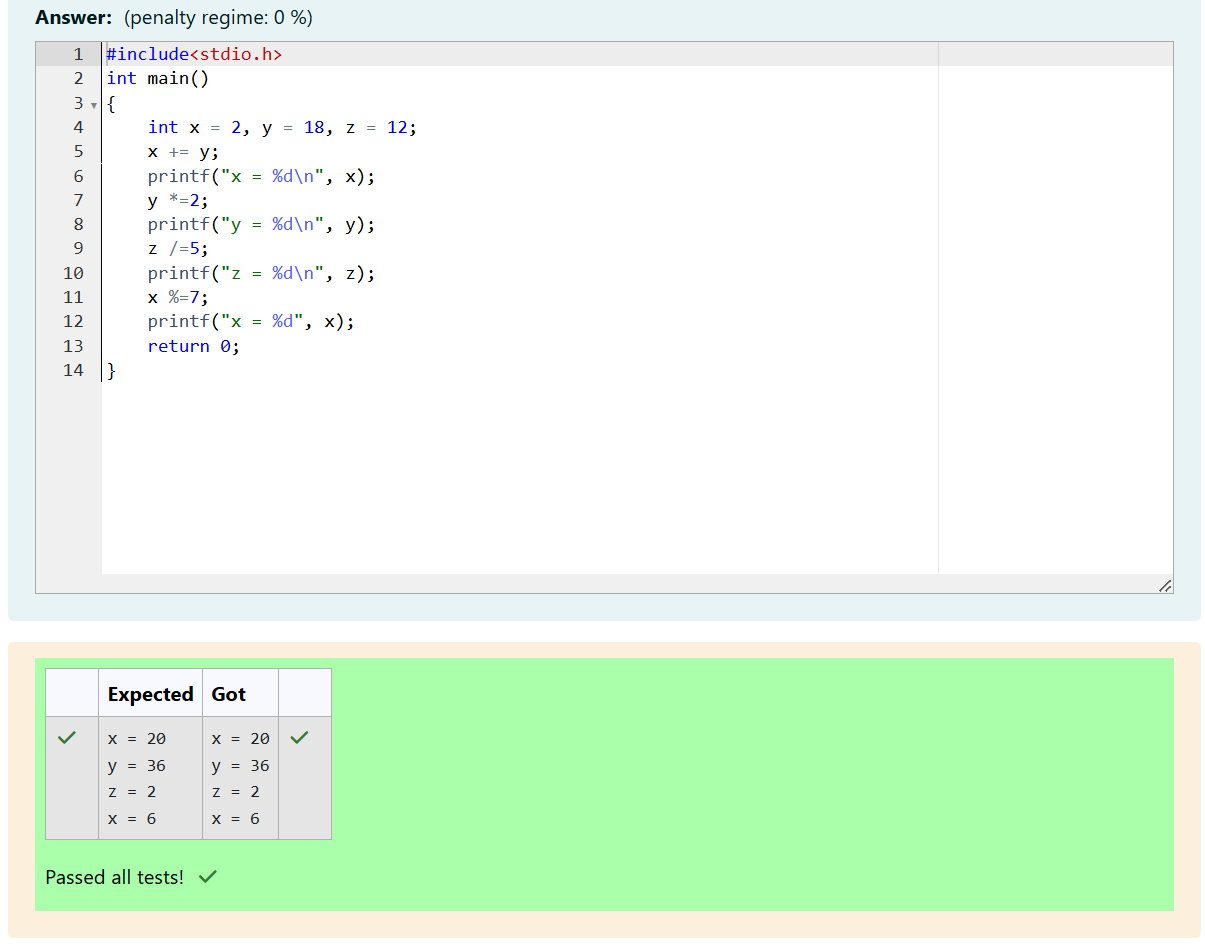 Answer: (penalty regime: 0 %)
1 #include<stdio.h>
2 int main()
3 {
4     int x = 2, y = 18, z = 12;
5     x += y;
6     printf("x = %d\n", x);
7     y *=2;
8     printf("y = %d\n", y);
9     z /=5;
10     printf("z = %d\n", z);
11     x %=7;
12     printf("x = %d", x);
13     return 0;
14 }
Expected Got
x = 20 x = 20
y = 36 y = 36
z = 2 z = 2
x = 6 x = 6
Passed all tests!